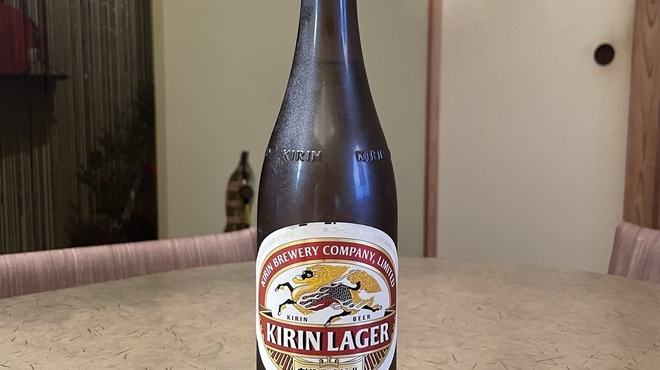 KIRIN KIRIN
KIRIN BREWERY COMPANY, LIMITED
KIRIN BEER
KIRIN LAGER